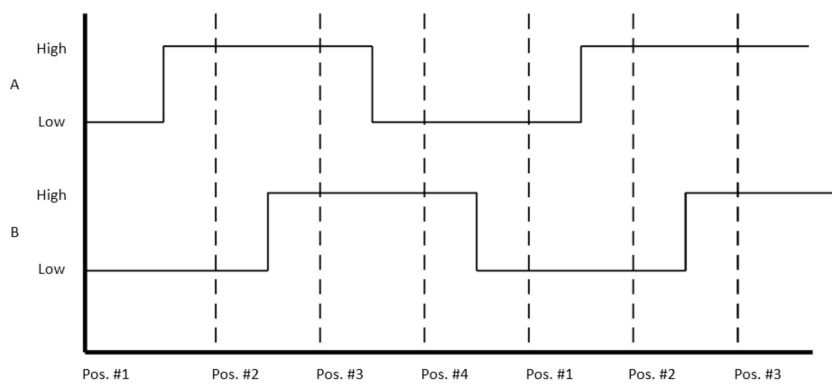 High
A
Low
High
B
Low
Pos. #1 Pos. #2 Pos. #3 Pos. #4 Pos. #1 Pos. #2 Pos. #3